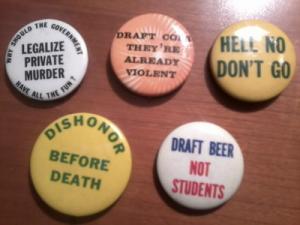 WHY SHOULD THE GOVERNMENT
LEGALIZE
PRIVATE
MURDER
HAVE ALL THE FUN?
DRAFT COPS
THEY'RE
ALREADY
VIOLENT
HELL NO
DON'T GO
DISHONOR
BEFORE
DEATH
DRAFT BEER
NOT
STUDENTS